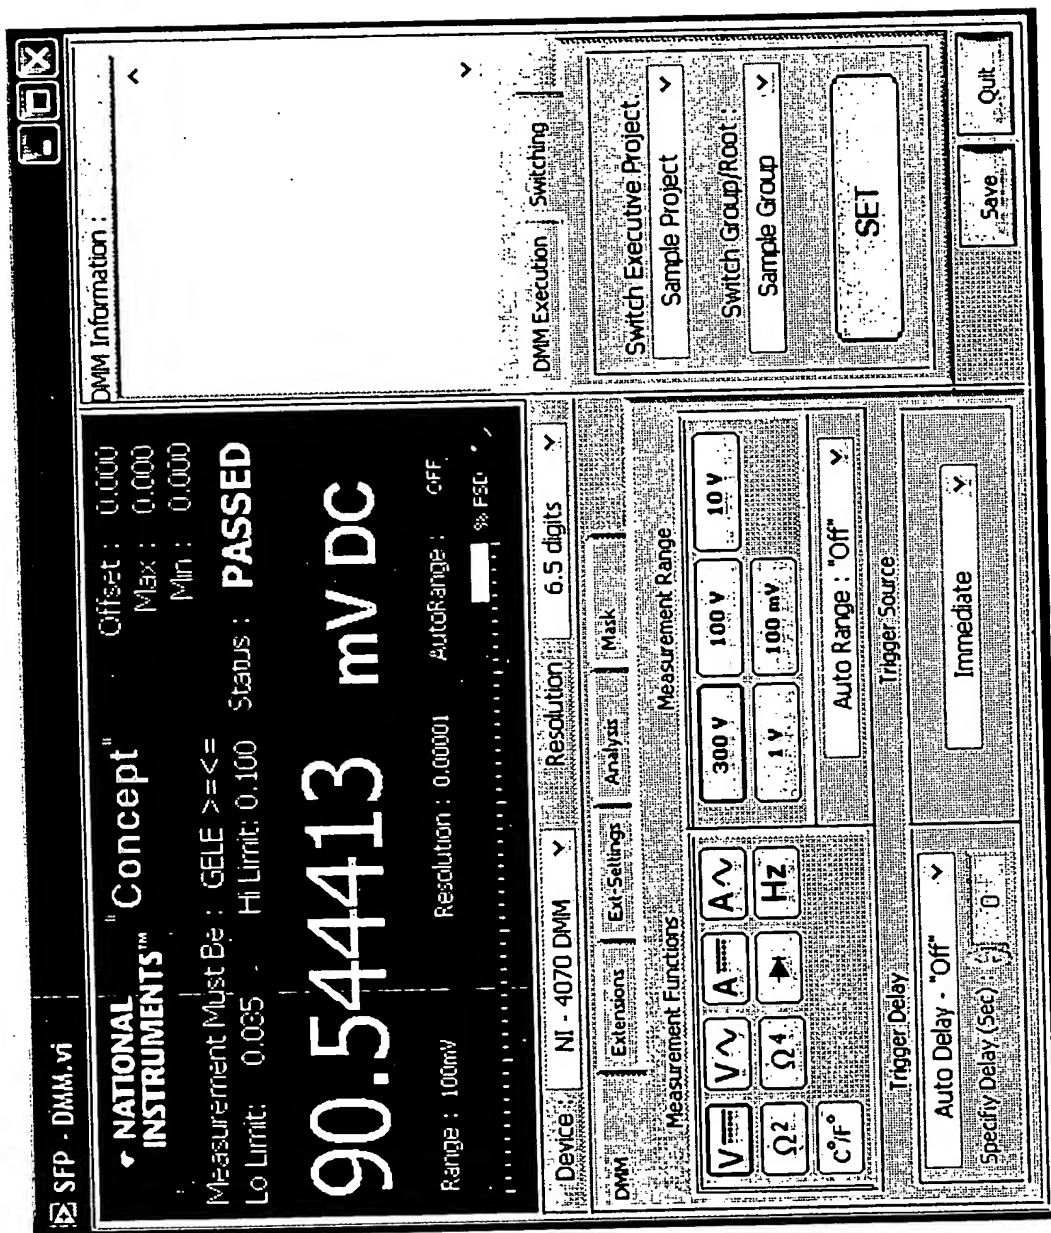 SFP - DMM.vi
NATIONAL
INSTRUMENTS™
"Concept"
Offset : 0.000
Max : 0.000
Min : 0.000
Measurement Must Be : GELE >=<=
Lo Limit: 0.085 - Hi Limit: 0.100 Status : PASSED
90.54413 mV DC
Range : 100mV Resolution : 0.00001 AutoRange : OFF
% FSD
DMM Information :
Device : NI - 4070 DMM Resolution : 6.5 digits
DMM Extensions Ext-Settings Analysis Mask
Measurement Functions
V V A A
Ω2 Ω4 Hz
C°/F°
Measurement Range
300 V 100 V 10 V
1 V 100 mV
Auto Range : "Off"
Trigger Delay
Auto Delay - "Off"
Specifiy Delay (Sec) : 0
Trigger Source
Immediate
DMM Execution Switching
Switch Executive Project.
Sample Project
Switch Group/Root :
Sample Group
SET
Save Quit